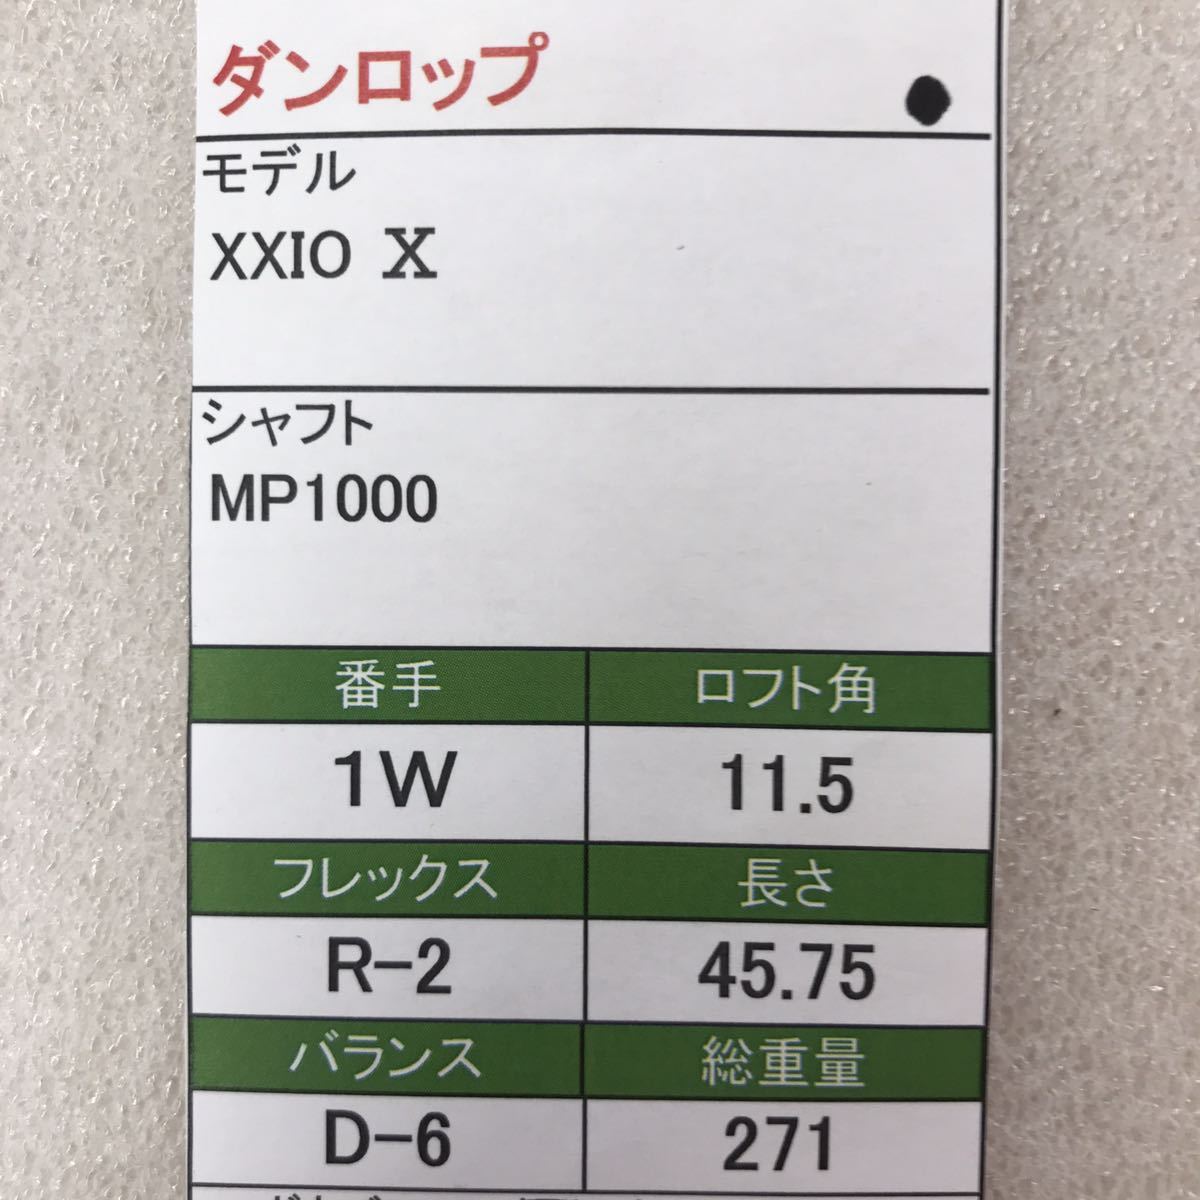 ダンロップ
モデル
XXIO X
シャフト
MP1000
番手 ロフト角
1W 11.5
フレックス 長さ
R-2 45.75
バランス 総重量
D-6 271